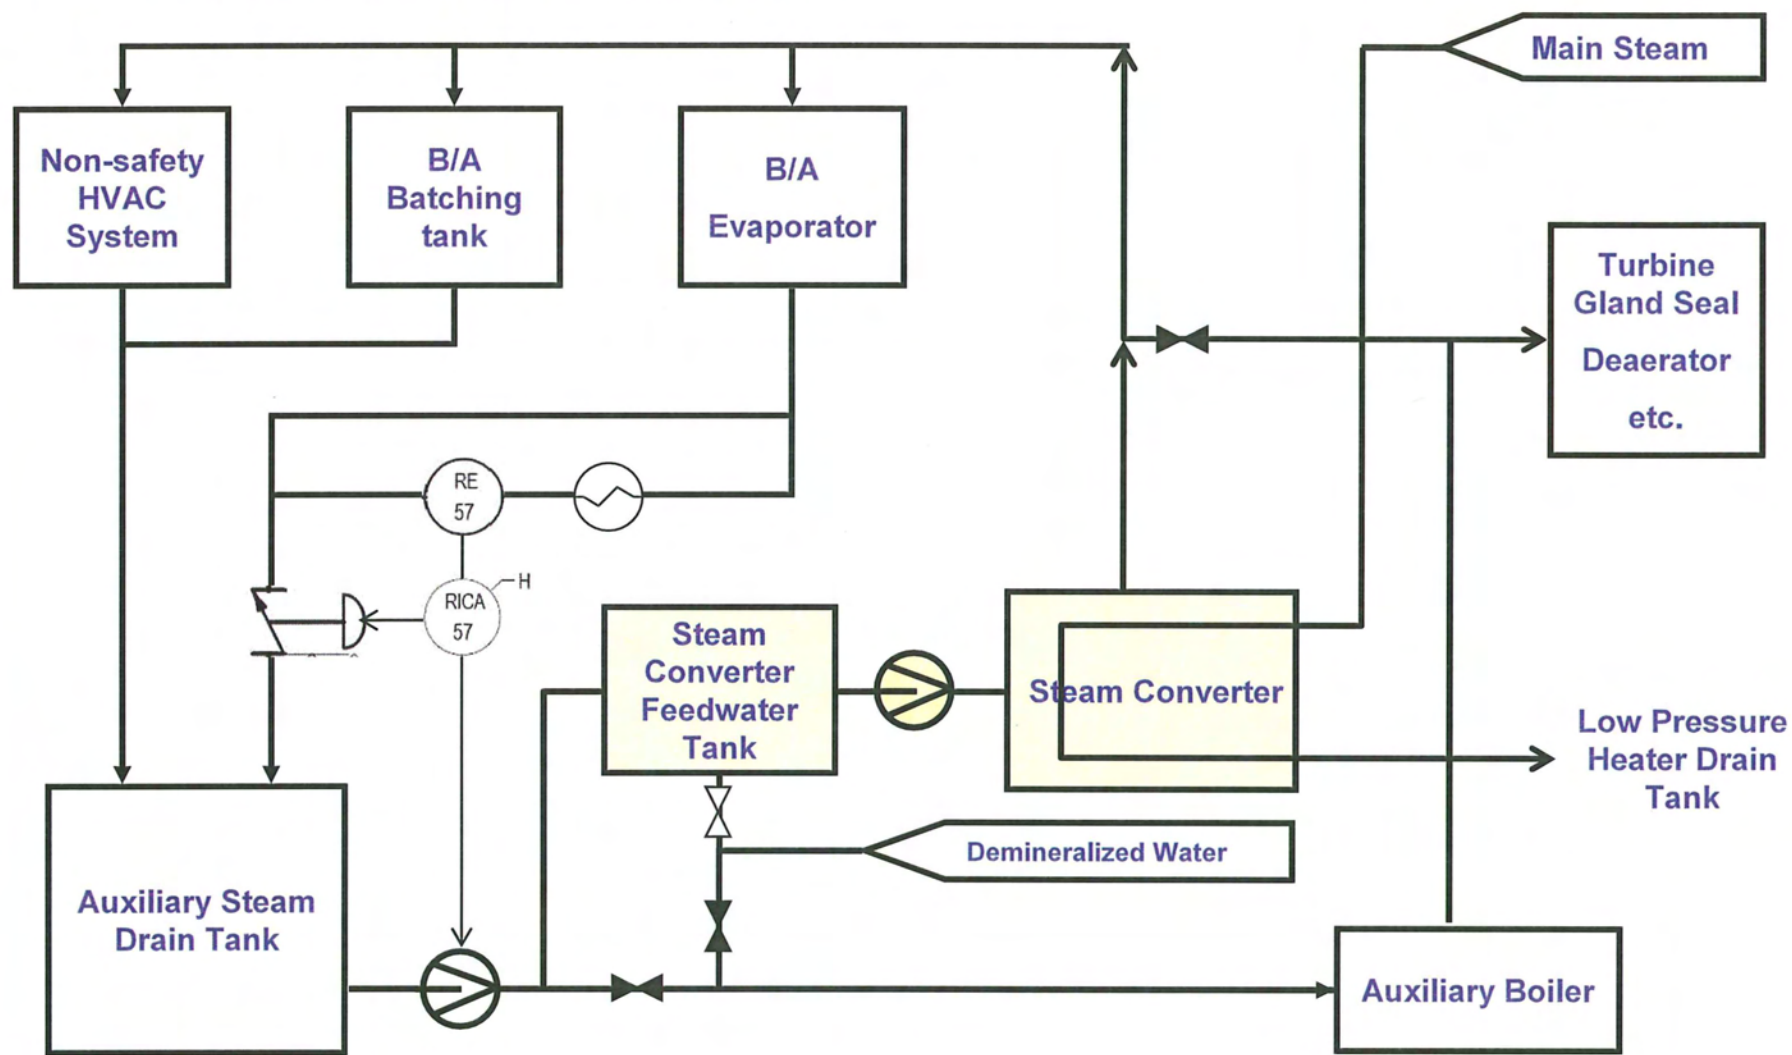 Main Steam
Non-safety
HVAC
System
B/A
Batching
tank
B/A
Evaporator
Turbine
Gland Seal
Deaerator
etc.
RE
57
RICA
57
H
Steam
Converter
Feedwater
Tank
Steam Converter
Low Pressure
Heater Drain
Tank
Demineralized Water
Auxiliary Steam
Drain Tank
Auxiliary Boiler